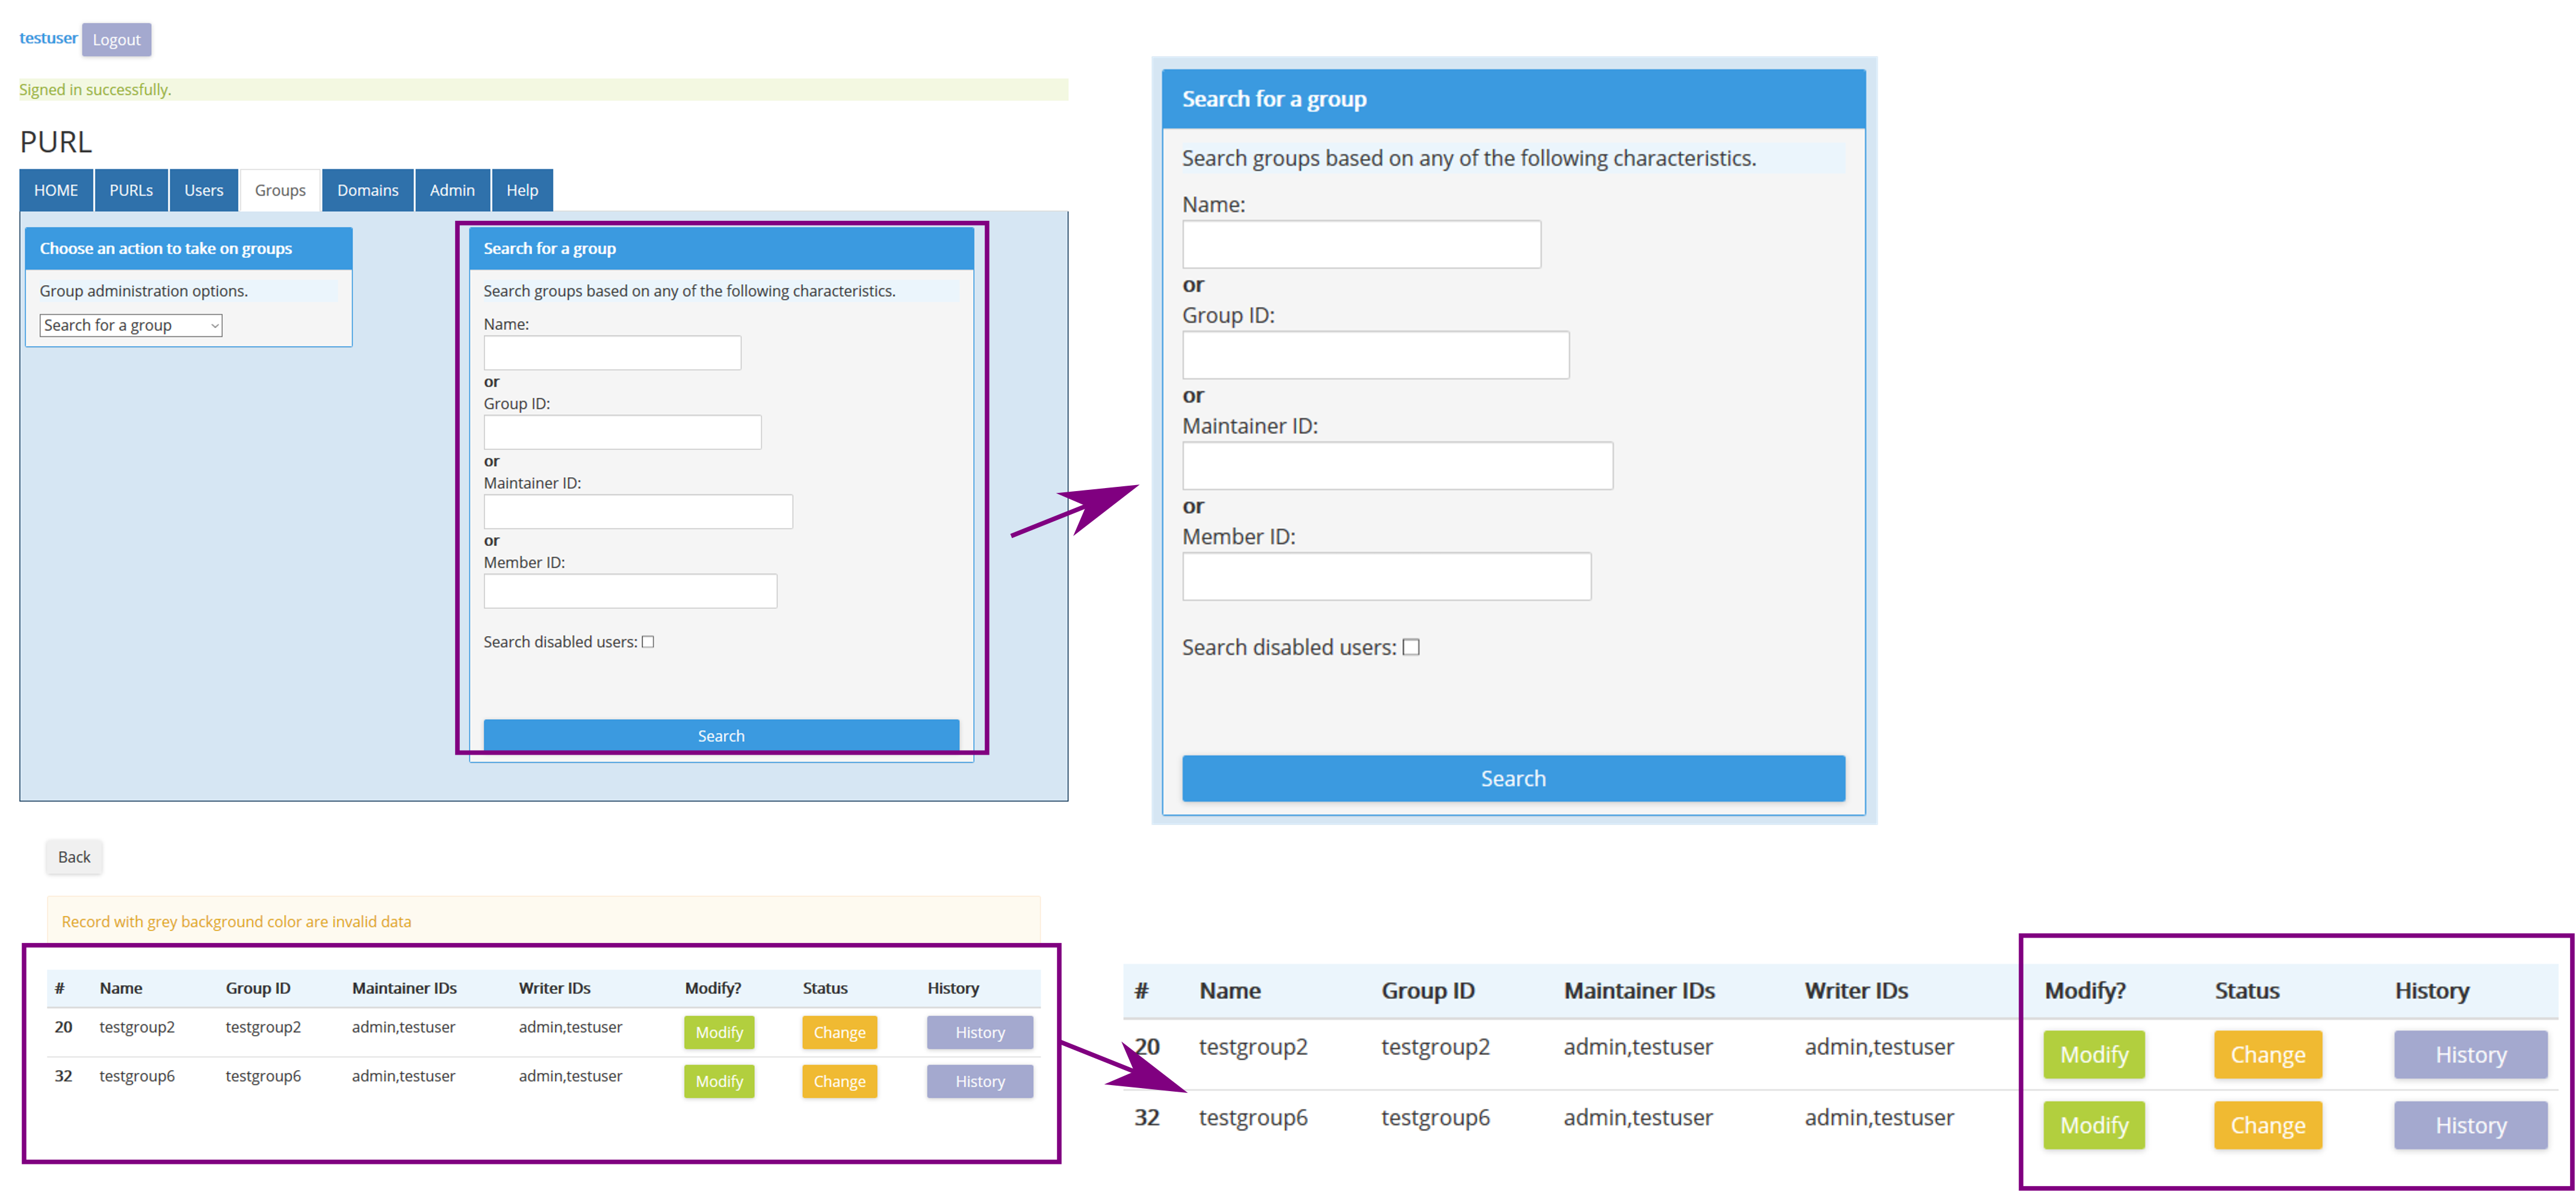 testuser Logout
Signed in successfully.
PURL
HOME PURLs Users Groups Domains Admin Help
Choose an action to take on groups
Group administration options.
Search for a group
Search for a group
Search groups based on any of the following characteristics.
Name:
or
Group ID:
or
Maintainer ID:
or
Member ID:
Search disabled users:
Search
Search for a group
Search groups based on any of the following characteristics.
Name:
or
Group ID:
or
Maintainer ID:
or
Member ID:
Search disabled users:
Search
Back
Record with grey background color are invalid data
# Name Group ID Maintainer IDs Writer IDs Modify? Status History
20 testgroup2 testgroup2 admin,testuser admin,testuser Modify Change History
32 testgroup6 testgroup6 admin,testuser admin,testuser Modify Change History
# Name Group ID Maintainer IDs Writer IDs Modify? Status History
20 testgroup2 testgroup2 admin,testuser admin,testuser Modify Change History
32 testgroup6 testgroup6 admin,testuser admin,testuser Modify Change History